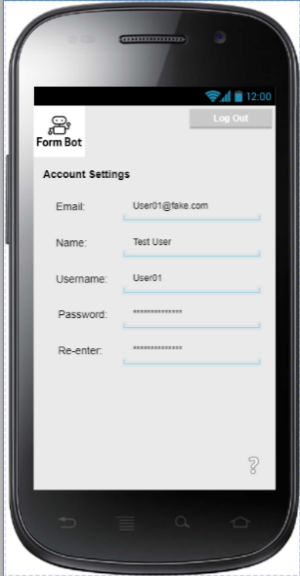 12:00
Log Out
Form Bot
Account Settings
Email: User01@fake.com
Name: Test User
Username: User01
Password: **************
Re-enter: **************
?